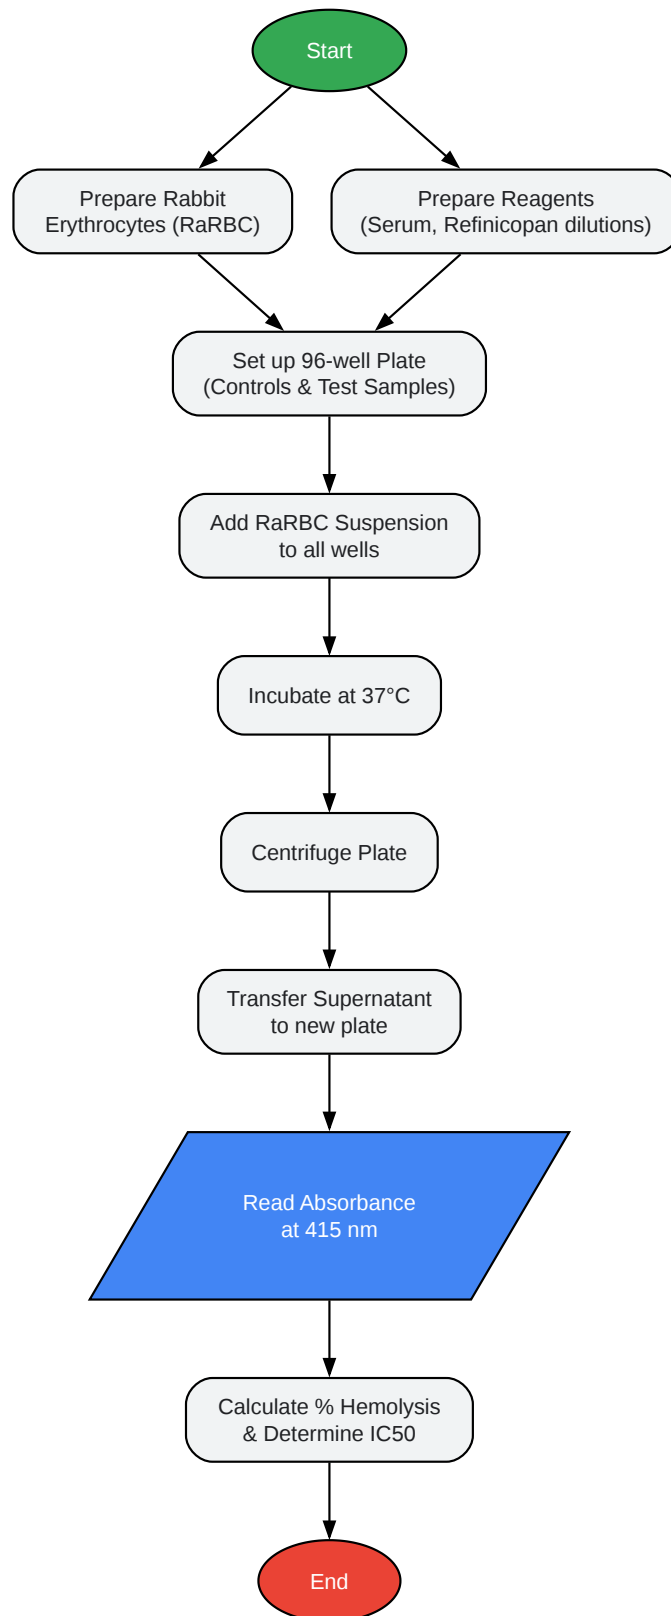 Start
Prepare Rabbit
Erythrocytes (RaRBC)
Prepare Reagents
(Serum, Refinicopan dilutions)
Set up 96-well Plate
(Controls & Test Samples)
Add RaRBC Suspension
to all wells
Incubate at 37°C
Centrifuge Plate
Transfer Supernatant
to new plate
Read Absorbance
at 415 nm
Calculate % Hemolysis
& Determine IC50
End